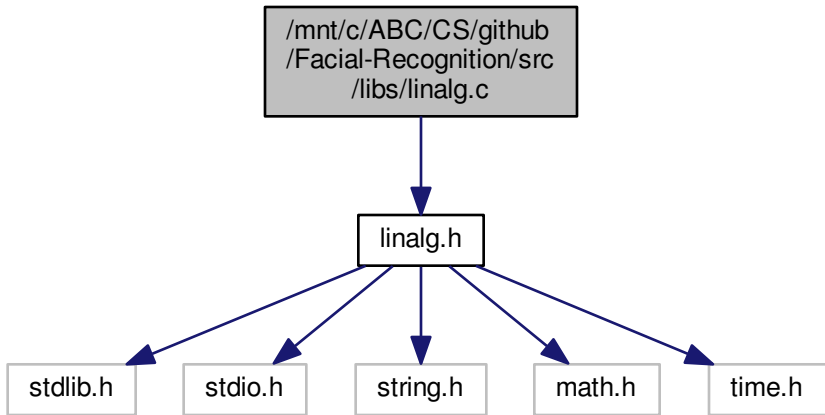 /mnt/c/ABC/CS/github
/Facial-Recognition/src
/libs/linalg.c
linalg.h
stdlib.h
stdio.h
string.h
math.h
time.h